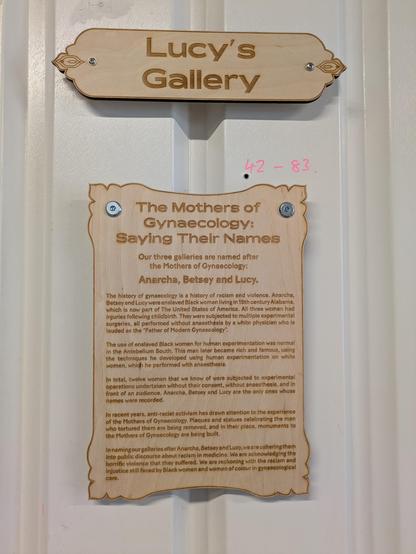 Lucy's
Gallery
42 - 83.
The Mothers of
Gynaecology:
Saying Their Names
Our three galleries are named after
the Mothers of Gynaecology:
Anarcha, Betsey and Lucy.
The history of gynaecology is a history of racism and violence. Anarcha,
Betsey and Lucy were enslaved Black women living in 19th century Alabama,
which is now part of The United States of America. All three women had
injuries following childbirth. They were subjected to multiple experimental
surgeries, all performed without anaesthesia by a white physician who is
lauded as the "Father of Modern Gynaecology".
The use of enslaved Black women for human experimentation was normal
in the Antebellum South. This man later became rich and famous, using
the techniques he developed using human experimentation on white
women, which he performed with anaesthesia.
In total, twelve women that we know of were subjected to experimental
operations undertaken without their consent, without anaesthesia, and in
front of an audience. Anarcha, Betsey and Lucy are the only ones whose
names were recorded.
In recent years, anti-racist activism has drawn attention to the experience
of the Mothers of Gynaecology. Plaques and statues celebrating the man
who tortured them are being removed, and in their place, monuments to
the Mothers of Gynaecology are being built.
In naming our galleries after Anarcha, Betsey and Lucy, we are ushering them
into public discourse about racism in medicine. We are acknowledging the
horrific violence that they suffered. We are reckoning with the racism and
injustice still faced by Black women and women of colour in gynaecological
care.